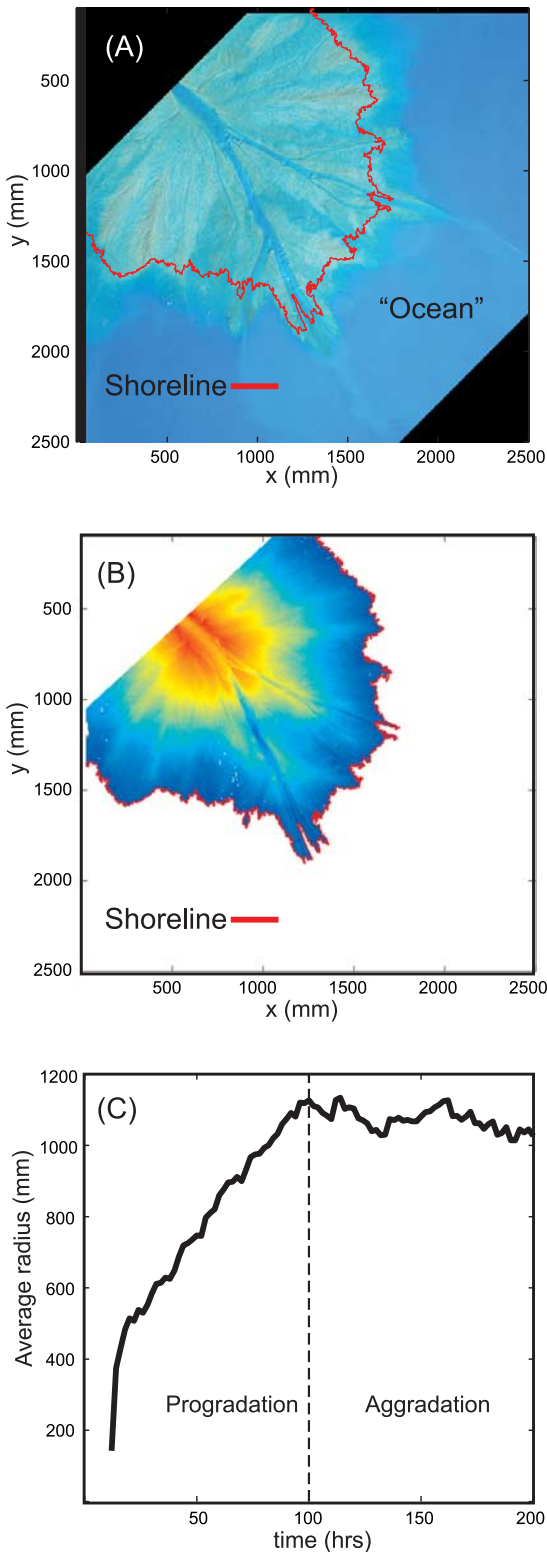 (A)
500
1000
1500
2000
2500
y (mm)
"Ocean"
Shoreline
500 1000 1500 2000 2500
x (mm)
(B)
500
1000
1500
2000
2500
y (mm)
Shoreline
500 1000 1500 2000 2500
x (mm)
(C)
1200
1000
800
600
400
200
Average radius (mm)
Progradation Aggradation
50 100 150 200
time (hrs)